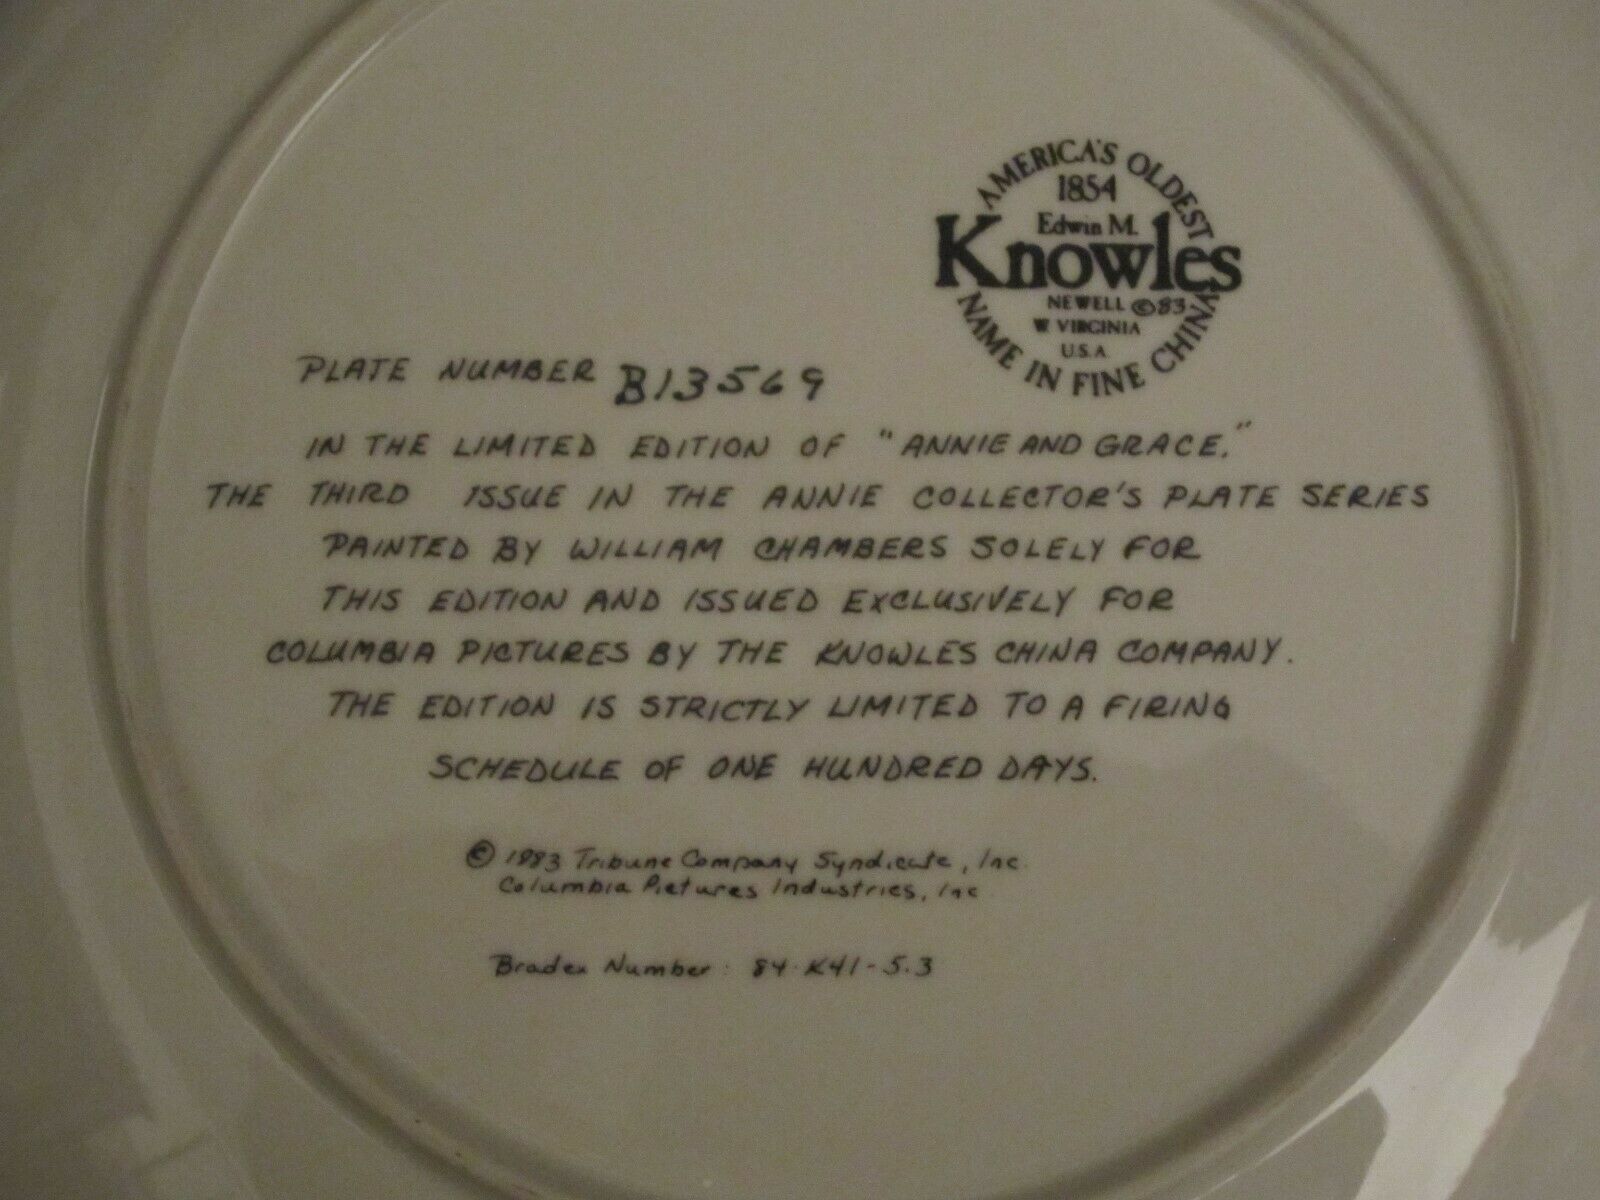 AMERICA'S OLDEST
1854
Edwin M.
Knowles
NEWELL ©83
W VIRGINIA
U.S.A
NAME IN FINE CHINA
PLATE NUMBER B13569
IN THE LIMITED EDITION OF "ANNIE AND GRACE."
THE THIRD ISSUE IN THE ANNIE COLLECTOR'S PLATE SERIES
PAINTED BY WILLIAM CHAMBERS SOLELY FOR
THIS EDITION AND ISSUED EXCLUSIVELY FOR
COLUMBIA PICTURES BY THE KNOWLES CHINA COMPANY.
THE EDITION IS STRICTLY LIMITED TO A FIRING
SCHEDULE OF ONE HUNDRED DAYS.
© 1983 Tribune Company Syndicate, Inc.
Columbia Pictures Industries, Inc
Bradex Number: 84-K41-5.3